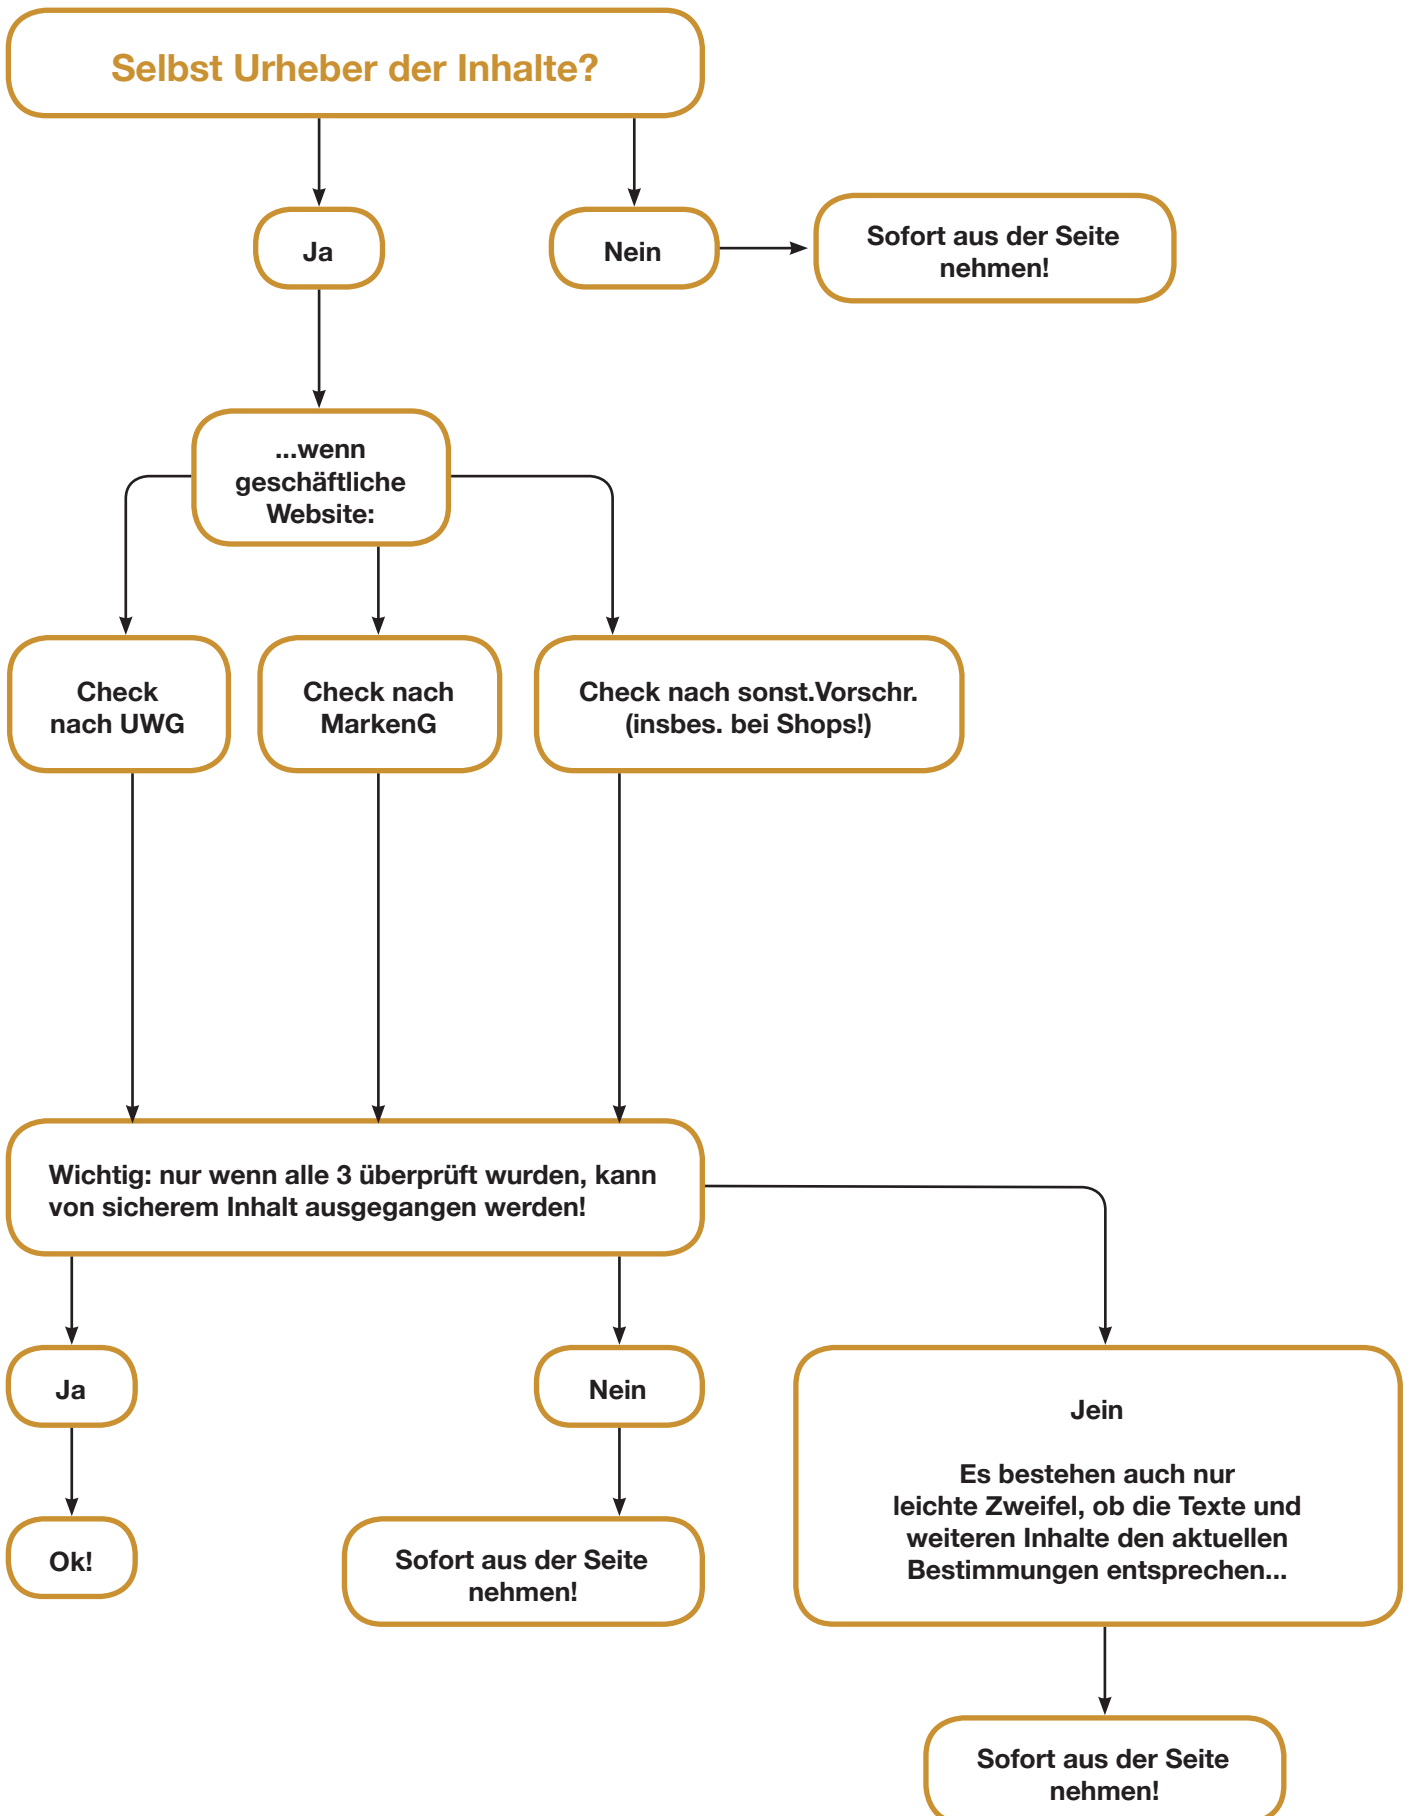 Selbst Urheber der Inhalte?
Ja
Nein
Sofort aus der Seite
nehmen!
...wenn
geschäftliche
Website:
Check
nach UWG
Check nach
MarkenG
Check nach sonst.Vorschr.
(insbes. bei Shops!)
Wichtig: nur wenn alle 3 überprüft wurden, kann
von sicherem Inhalt ausgegangen werden!
Ja
Nein
Jein
Es bestehen auch nur
leichte Zweifel, ob die Texte und
weiteren Inhalte den aktuellen
Bestimmungen entsprechen...
Ok!
Sofort aus der Seite
nehmen!
Sofort aus der Seite
nehmen!